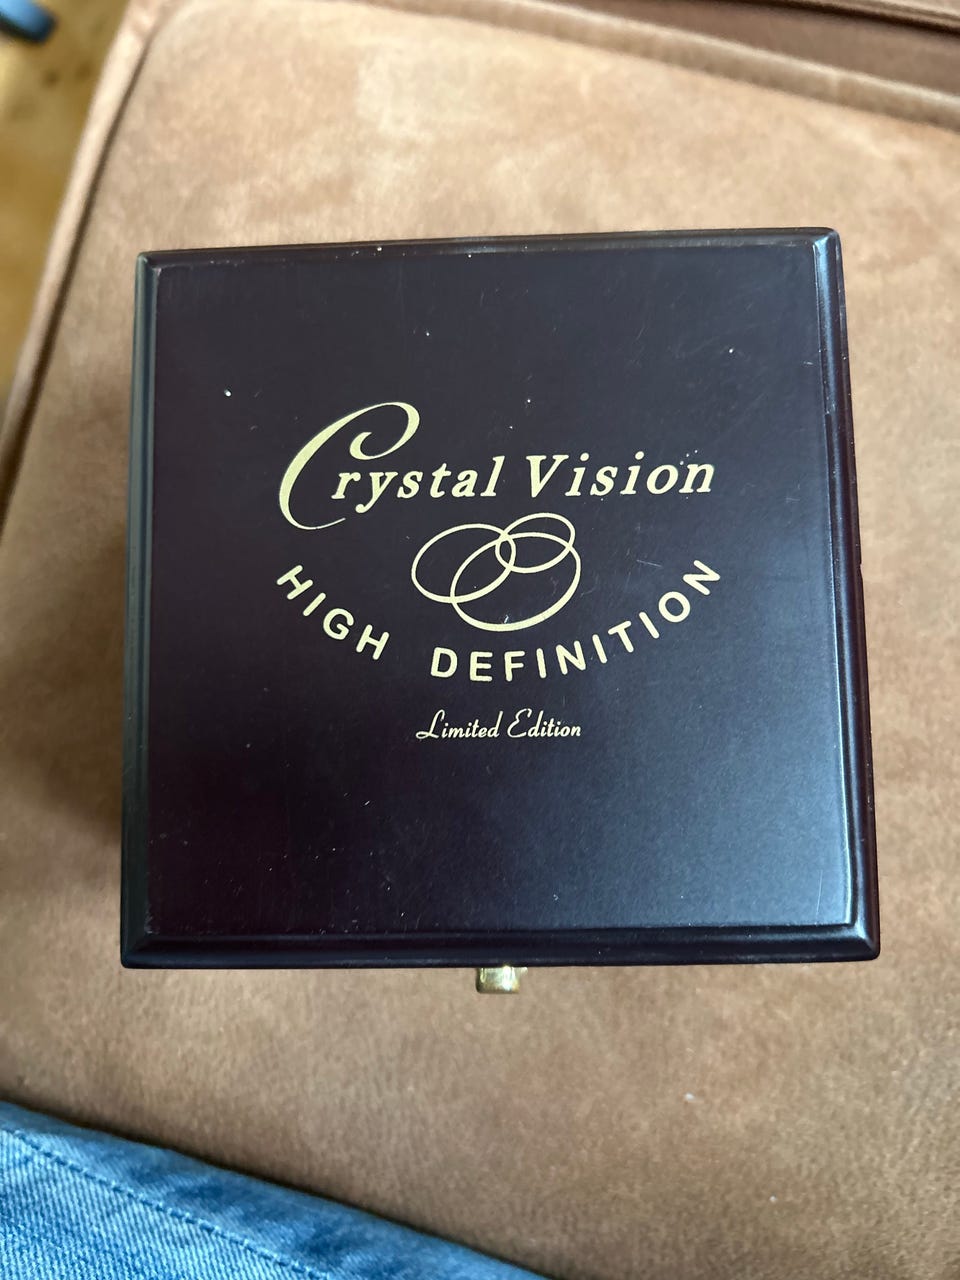 Crystal Vision
HIGH DEFINITION
Limited Edition